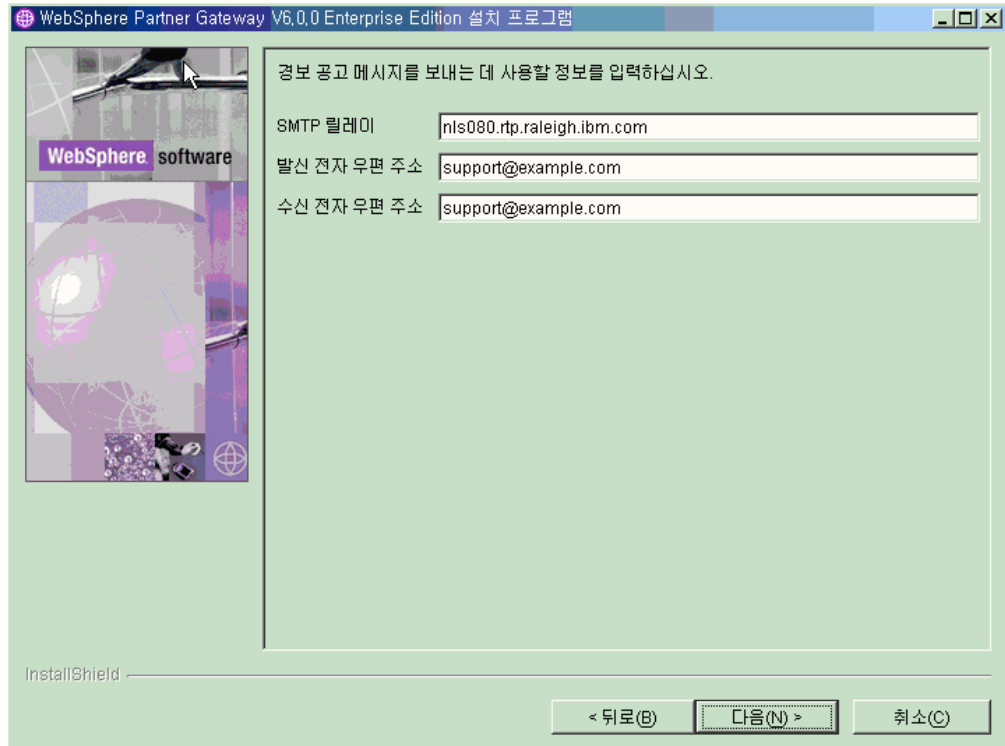 WebSphere Partner Gateway V6,0,0 Enterprise Edition 설치 프로그램
WebSphere software
경보 공고 메시지를 보내는 데 사용할 정보를 입력하십시오.
SMTP 릴레이 nls080.rtp.raleigh.ibm.com
발신 전자 우편 주소 support@example.com
수신 전자 우편 주소 support@example.com
InstallShield
< 뒤로(B) 다음(N) > 취소(C)